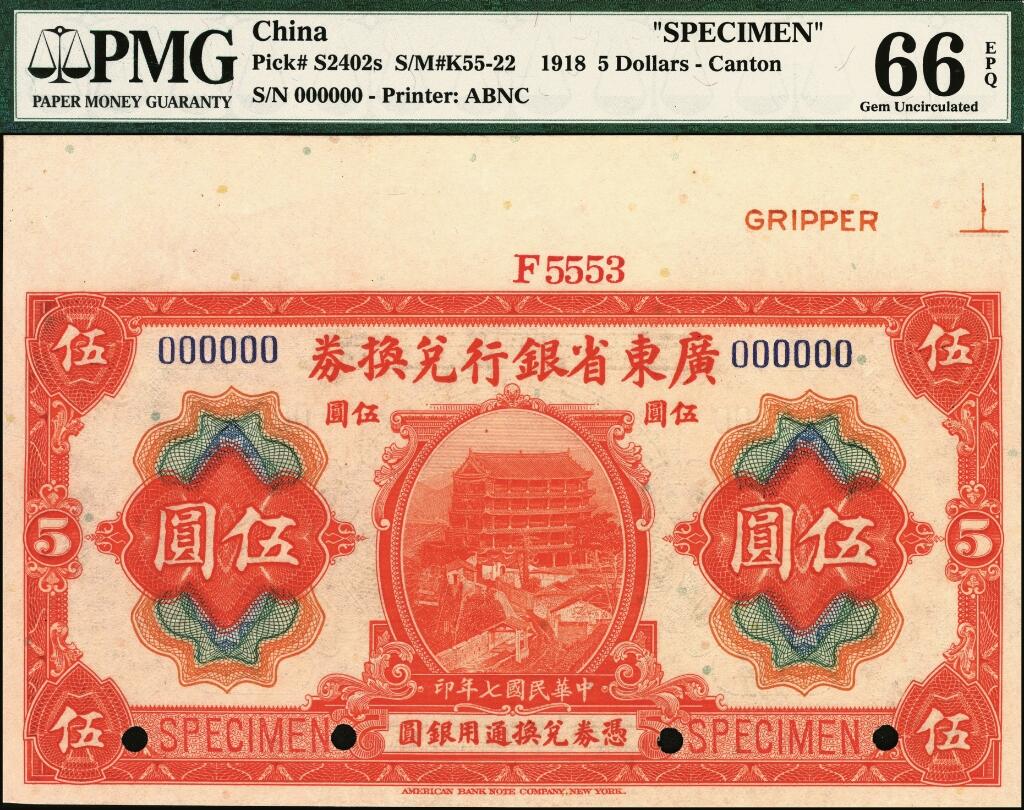 PMG
PAPER MONEY GUARANTY
China "SPECIMEN"
Pick# S2402s S/M#K55-22 1918 5 Dollars - Canton
S/N 000000 - Printer: ABNC
66 EPQ
Gem Uncirculated
GRIPPER
F5553
伍 伍
000000 券換兌行銀省東廣 000000
圓伍 圓伍
圓伍 圓伍
5 5
印年七國民華中
伍 伍
SPECIMEN 圓銀用通換兌券憑 SPECIMEN
AMERICAN BANK NOTE COMPANY, NEW YORK.